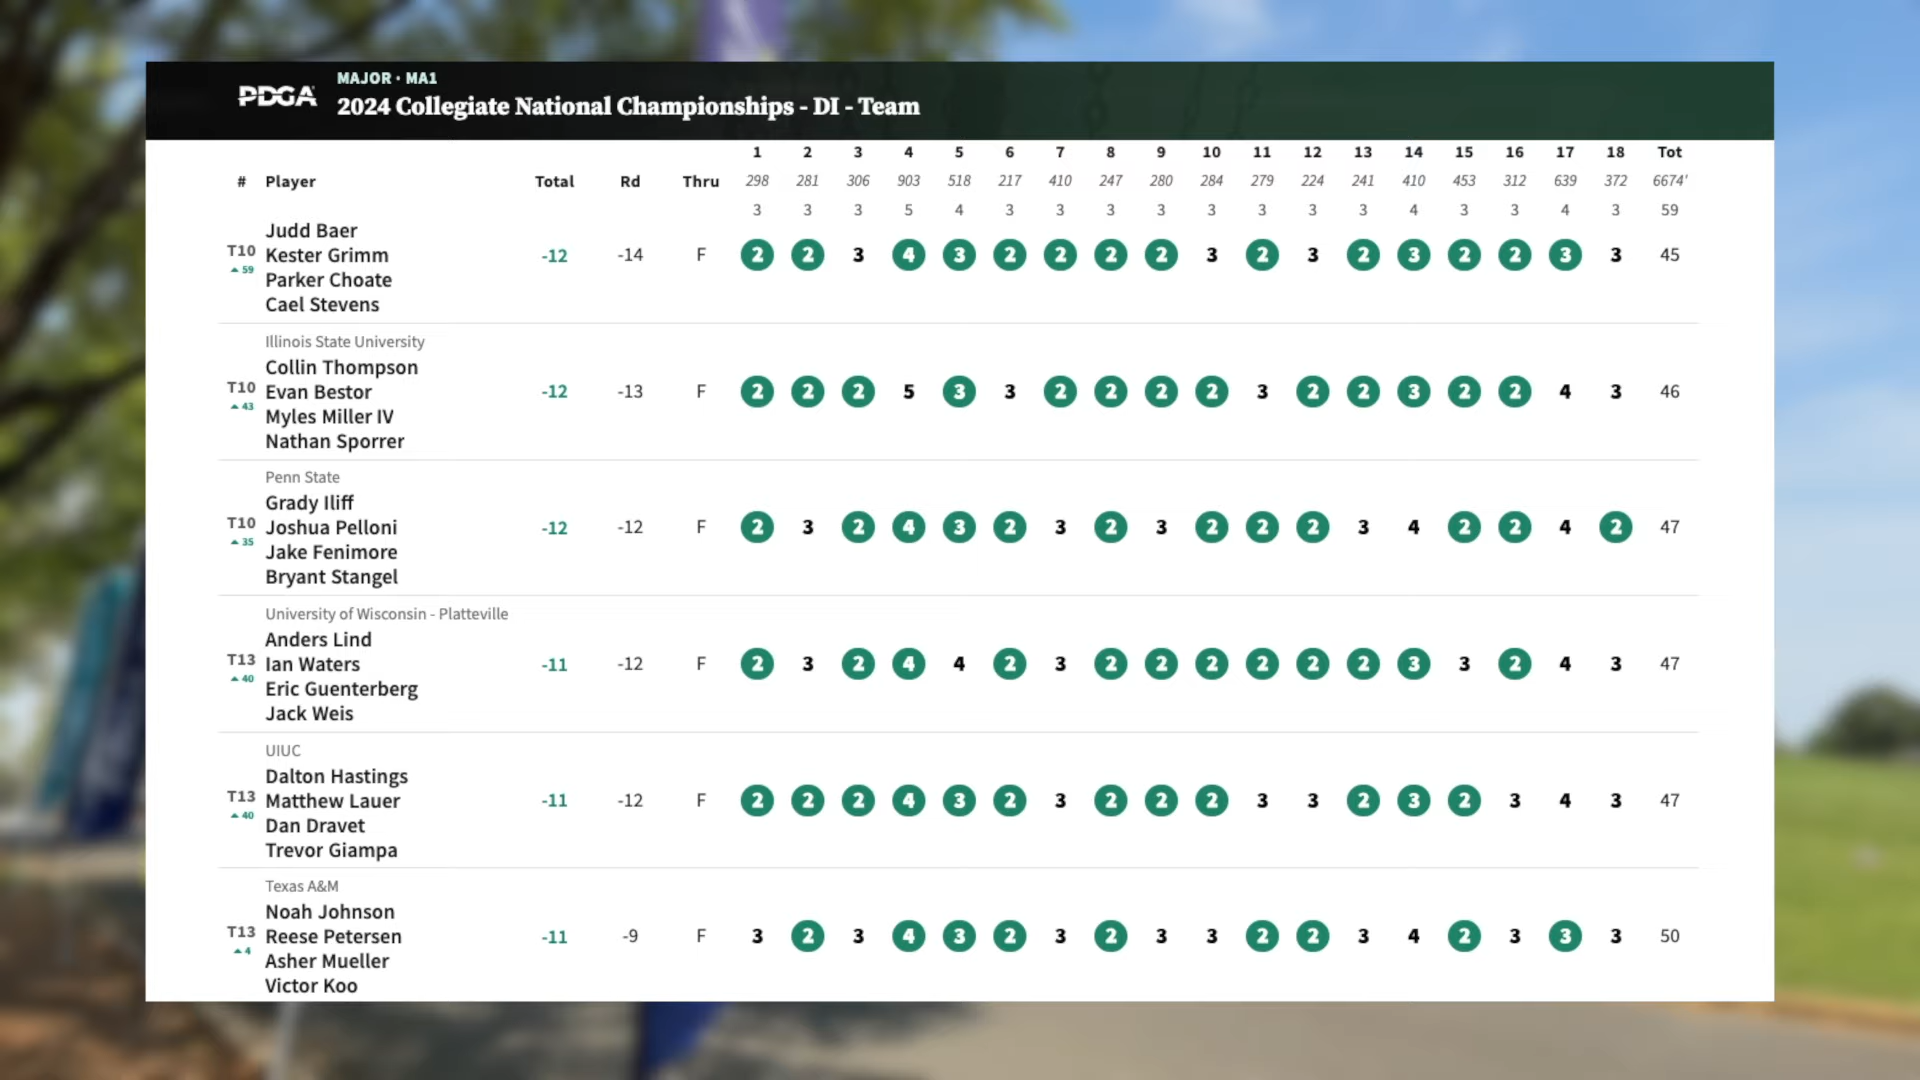 PDGA
MAJOR · MA1
2024 Collegiate National Championships - DI - Team
1 2 3 4 5 6 7 8 9 10 11 12 13 14 15 16 17 18 Tot
# Player Total Rd Thru 298 281 306 903 518 217 410 247 280 284 279 224 241 410 453 312 639 372 6674'
3 3 3 5 4 3 3 3 3 3 3 3 3 4 3 3 4 3 59
Judd Baer
T10 Kester Grimm -12 -14 F 2 2 3 4 3 2 2 2 2 3 2 3 2 3 2 2 3 3 45
59 Parker Choate
Cael Stevens
Illinois State University
Collin Thompson
T10 Evan Bestor -12 -13 F 2 2 2 5 3 3 2 2 2 2 3 2 2 3 2 2 4 3 46
43 Myles Miller IV
Nathan Sporrer
Penn State
Grady Iliff
T10 Joshua Pelloni -12 -12 F 2 3 2 4 3 2 3 2 3 2 2 2 3 4 2 2 4 2 47
35 Jake Fenimore
Bryant Stangel
University of Wisconsin - Platteville
Anders Lind
T13 Ian Waters -11 -12 F 2 3 2 4 4 2 3 2 2 2 2 2 2 3 3 2 4 3 47
40 Eric Guenterberg
Jack Weis
UIUC
Dalton Hastings
T13 Matthew Lauer -11 -12 F 2 2 2 4 3 2 3 2 2 2 3 3 2 3 2 3 4 3 47
40 Dan Dravet
Trevor Giampa
Texas A&M
Noah Johnson
T13 Reese Petersen -11 -9 F 3 2 3 4 3 2 3 2 3 3 2 2 3 4 2 3 3 3 50
4 Asher Mueller
Victor Koo